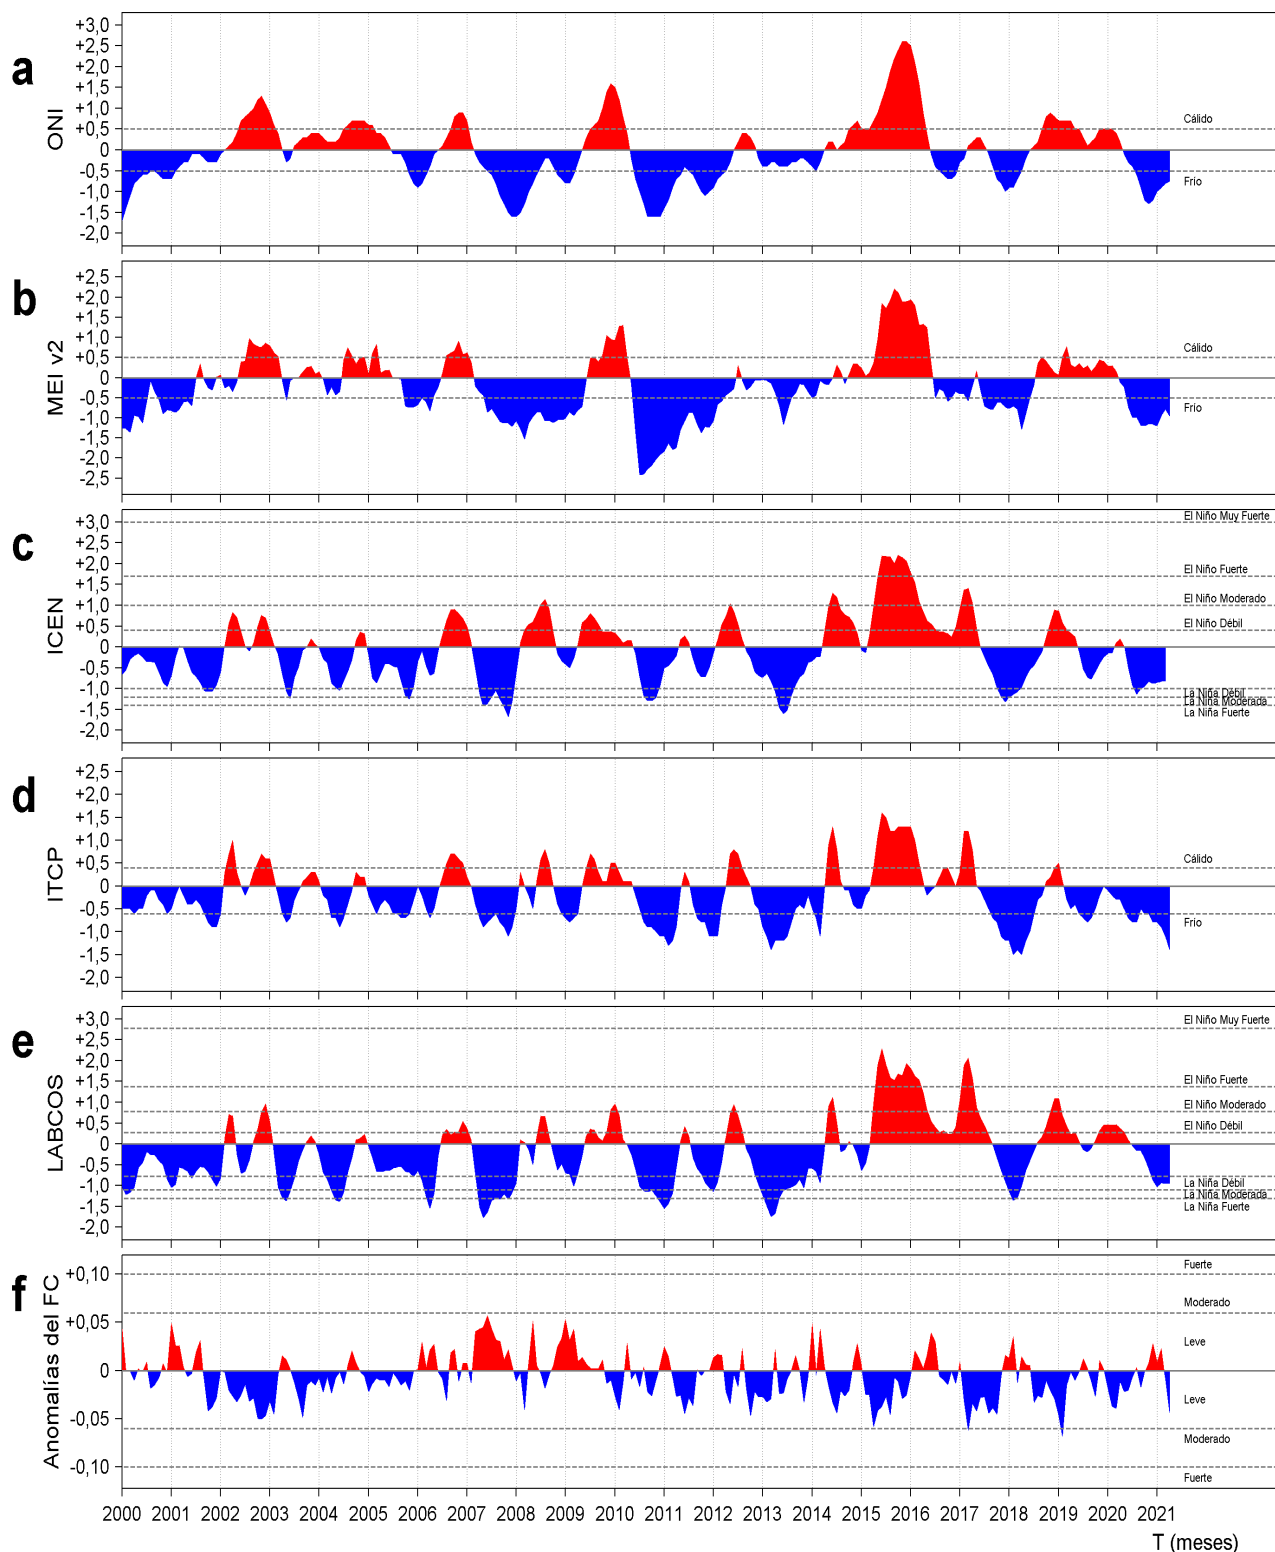 a
ONI
+3,0
+2,5
+2,0
+1,5
+1,0
+0,5
0
-0,5
-1,0
-1,5
-2,0
Cálido
Frío
b
MEI v2
+2,5
+2,0
+1,5
+1,0
+0,5
0
-0,5
-1,0
-1,5
-2,0
-2,5
Cálido
Frío
c
ICEN
+3,0
+2,5
+2,0
+1,5
+1,0
+0,5
0
-0,5
-1,0
-1,5
-2,0
El Niño Muy Fuerte
El Niño Fuerte
El Niño Moderado
El Niño Débil
La Niña Débil
La Niña Moderada
La Niña Fuerte
d
ITCP
+2,5
+2,0
+1,5
+1,0
+0,5
0
-0,5
-1,0
-1,5
-2,0
Cálido
Frío
e
LABCOS
+3,0
+2,5
+2,0
+1,5
+1,0
+0,5
0
-0,5
-1,0
-1,5
-2,0
El Niño Muy Fuerte
El Niño Fuerte
El Niño Moderado
El Niño Débil
La Niña Débil
La Niña Moderada
La Niña Fuerte
f
Anomalías del FC
+0,10
+0,05
0
-0,05
-0,10
Fuerte
Moderado
Leve
Leve
Moderado
Fuerte
2000 2001 2002 2003 2004 2005 2006 2007 2008 2009 2010 2011 2012 2013 2014 2015 2016 2017 2018 2019 2020 2021
T (meses)